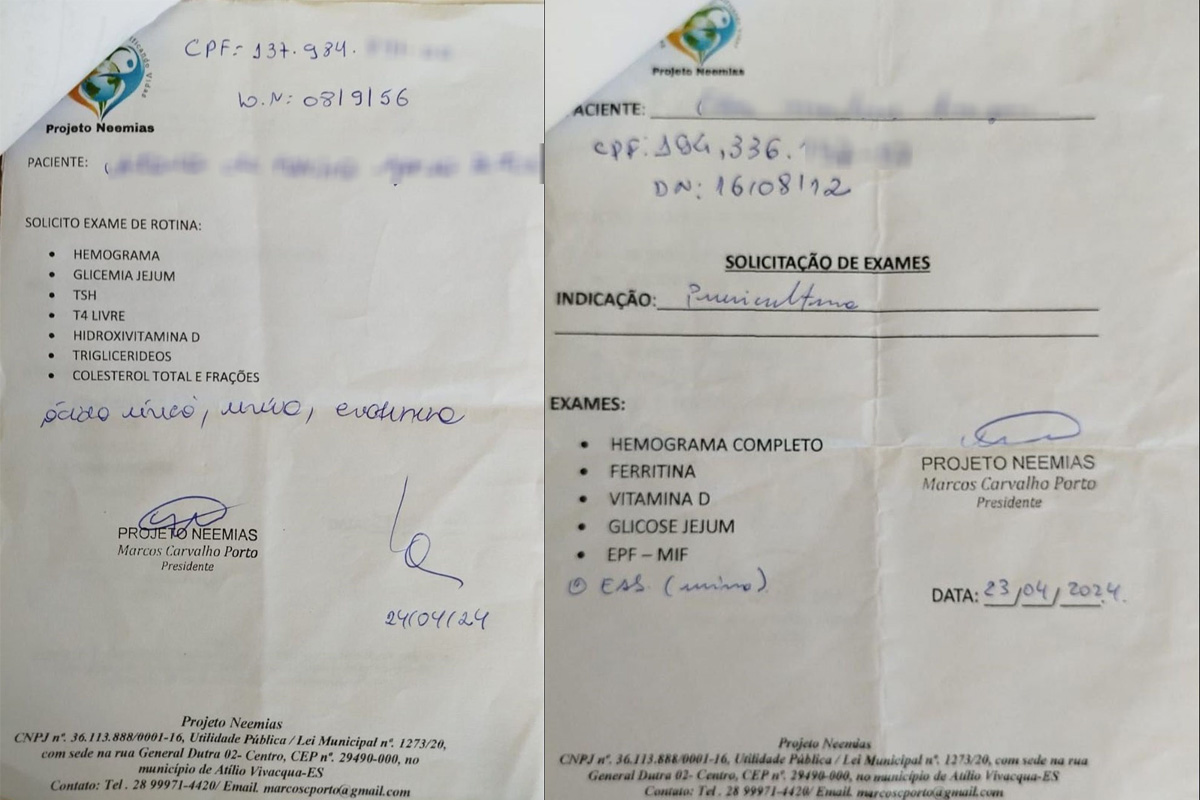 CPF: 137.984.
D.N: 08/9/56
Projeto Neemias
PACIENTE:
SOLICITO EXAME DE ROTINA:
• HEMOGRAMA
• GLICEMIA JEJUM
• TSH
• T4 LIVRE
• HIDROXIVITAMINA D
• TRIGLICERIDEOS
• COLESTEROL TOTAL E FRAÇÕES
ácido úrico,
PROJETO NEEMIAS
Marcos Carvalho Porto
Presidente
24/04/24
Projeto Neemias
CNPJ nº. 36.113.888/0001-16, Utilidade Pública / Lei Municipal nº. 1273/20,
com sede na rua General Dutra 02- Centro, CEP nº. 29490-000, no
município de Atílio Vivacqua-ES
Contato: Tel . 28 99971-4420/ Email. marcoscporto@gmail.com
Projeto Neemias
ACIENTE:
CPF: 194,336.
DN: 16/08/12
SOLICITAÇÃO DE EXAMES
INDICAÇÃO: Puericultura
EXAMES:
• HEMOGRAMA COMPLETO
• FERRITINA
• VITAMINA D
• GLICOSE JEJUM
• EPF – MIF
EAS (urina)
PROJETO NEEMIAS
Marcos Carvalho Porto
Presidente
DATA: 23/04/2024.
Projeto Neemias
CNPJ nº. 36.113.888/0001-16, Utilidade Pública / Lei Municipal nº. 1273/20, com sede na rua
General Dutra 02- Centro, CEP nº. 29490-000, no município de Atílio Vivacqua-ES
Contato: Tel . 28 99971-4420/ Email. marcoscporto@gmail.com